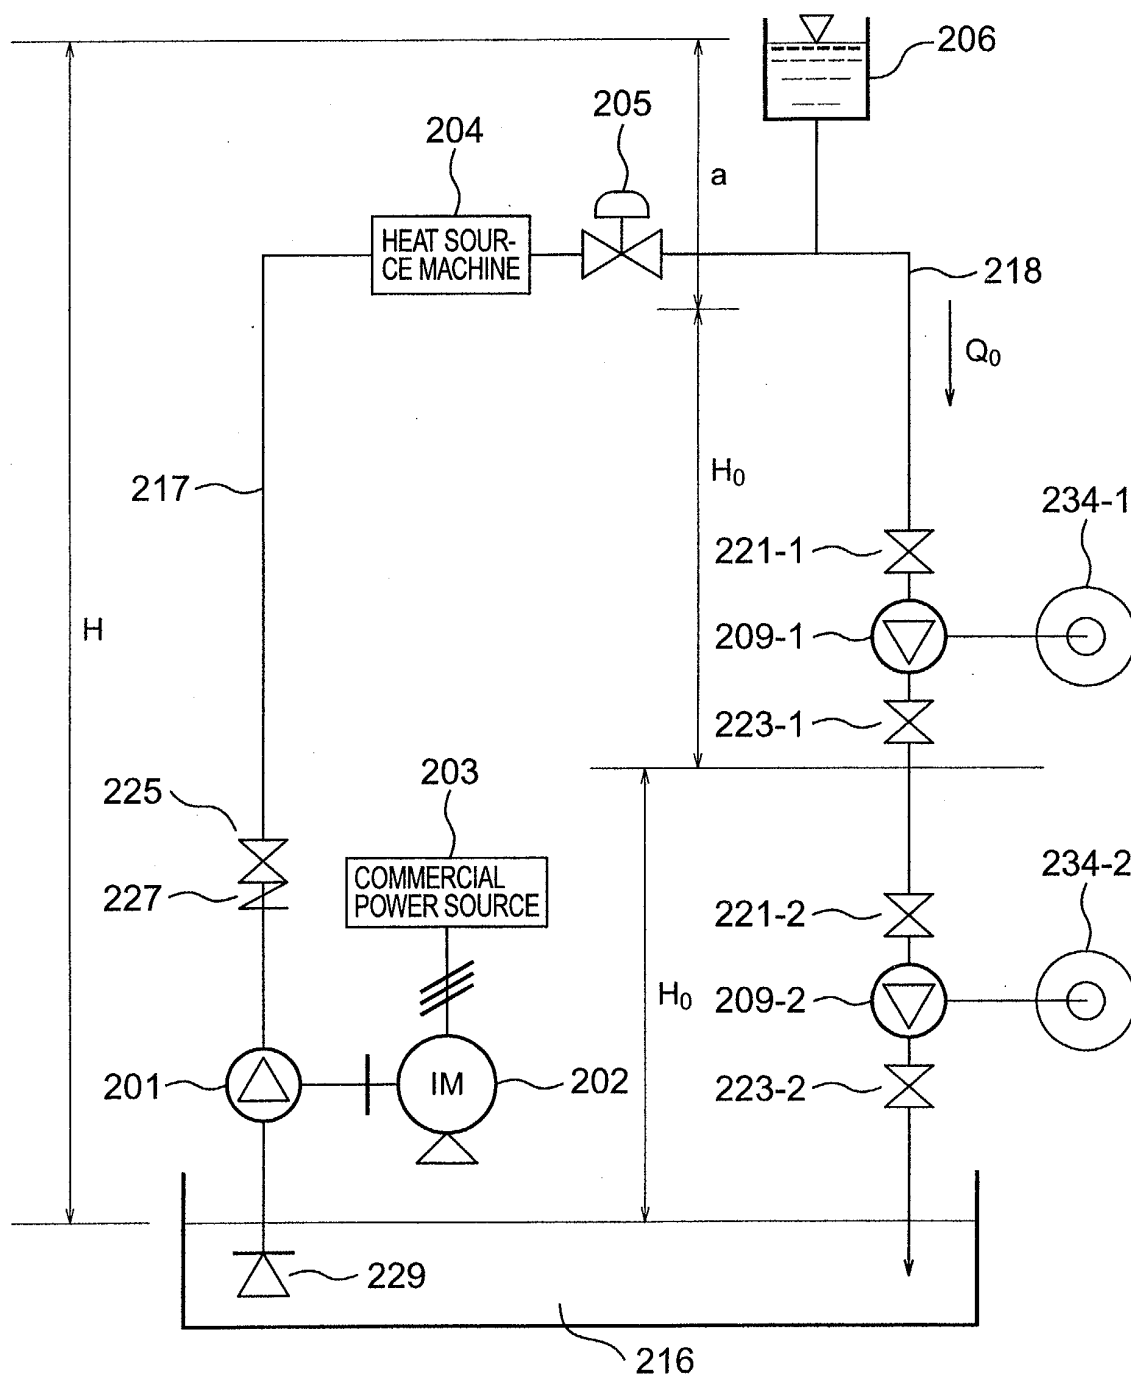 206
205
204
a
HEAT SOUR-
CE MACHINE
218
Q0
H0
217
234-1
221-1
H
209-1
223-1
203
225
COMMERCIAL
POWER SOURCE
234-2
227
221-2
H0
209-2
201
IM
202
223-2
229
216